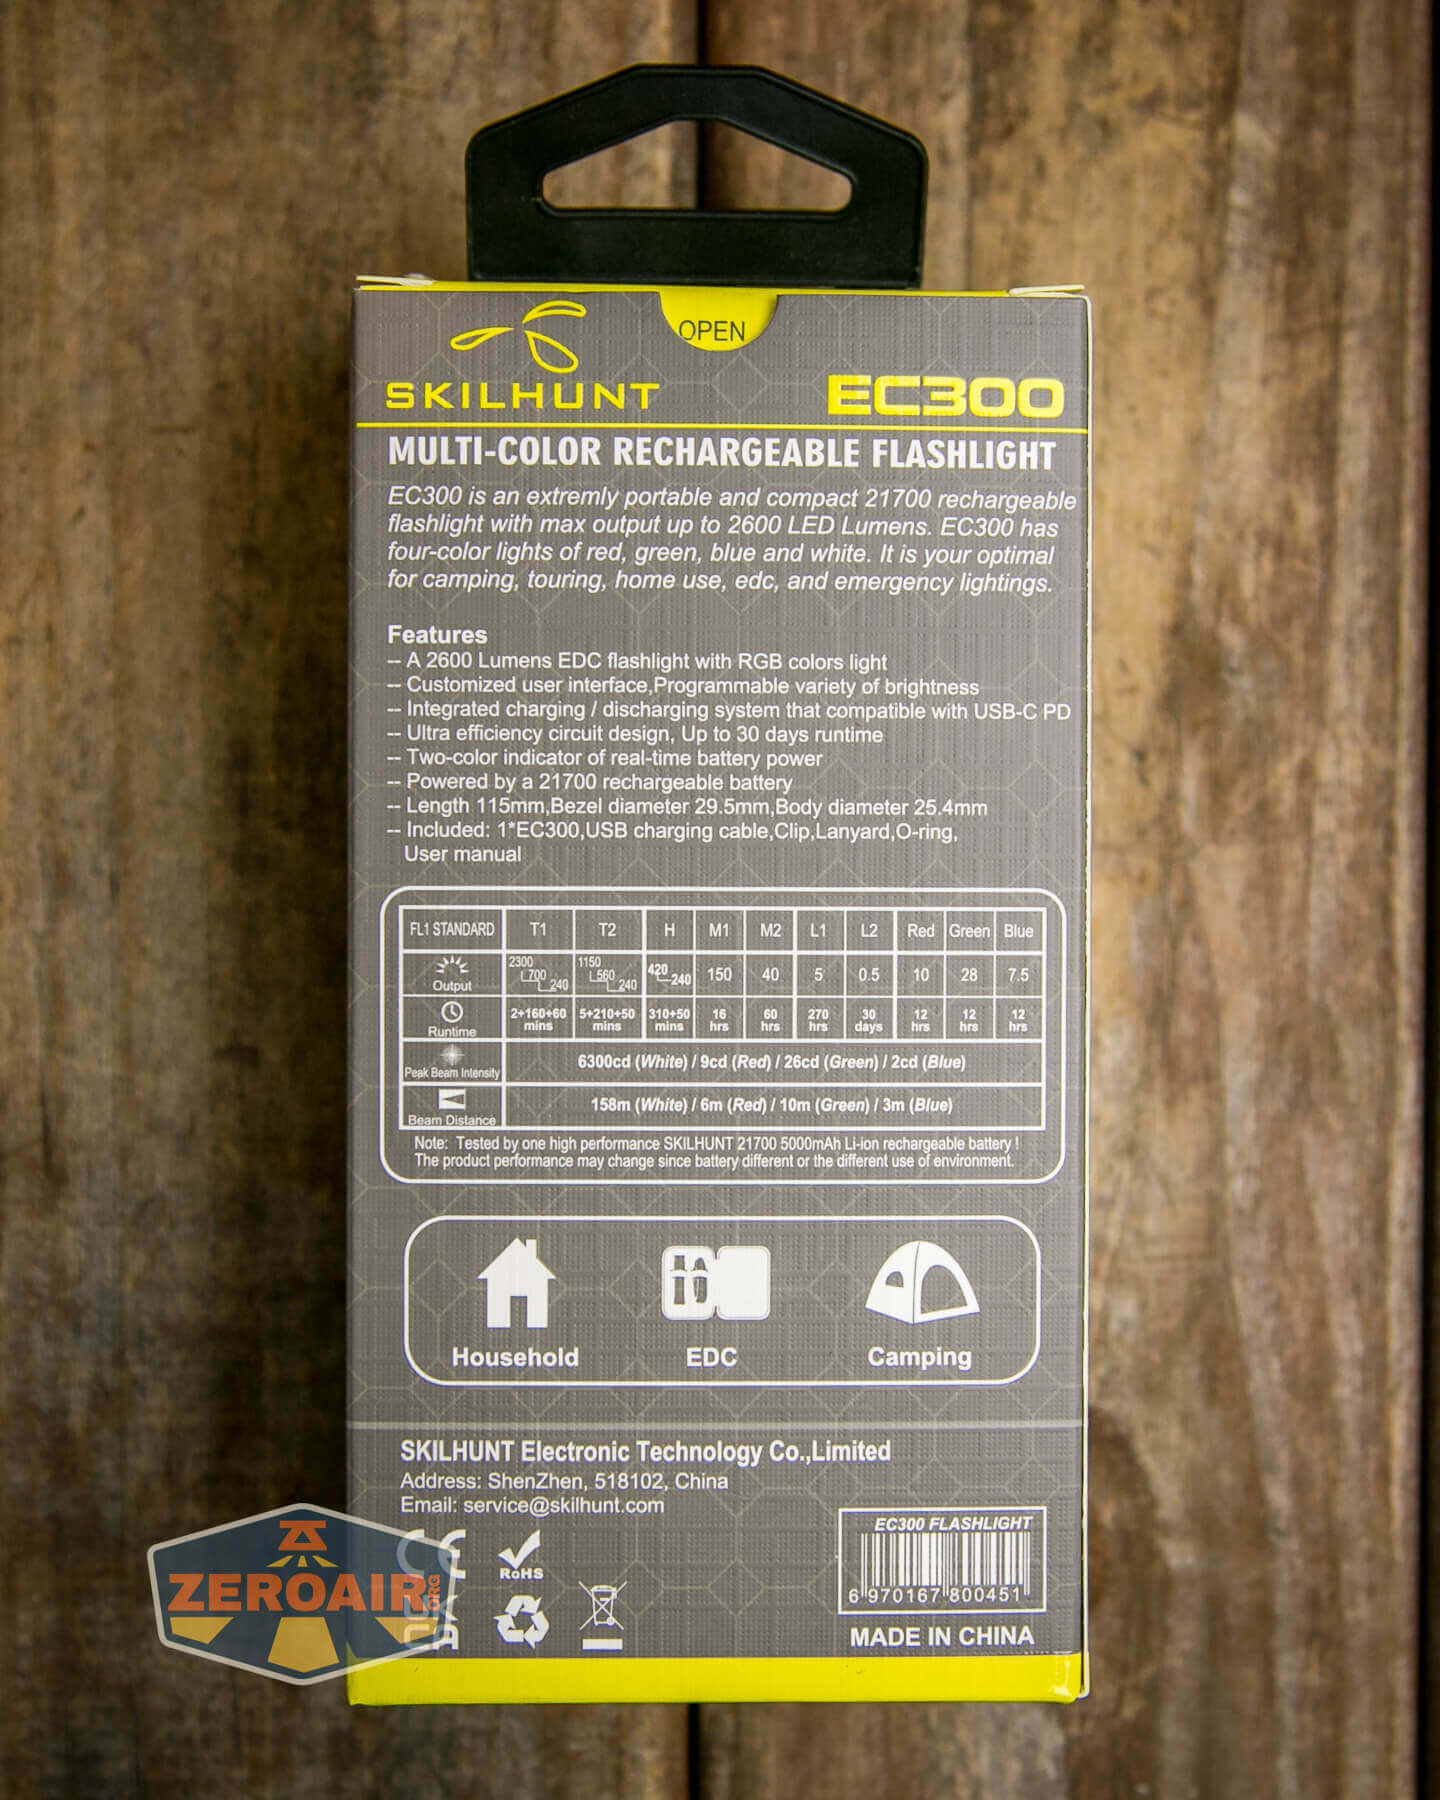 OPEN
SKILHUNT
EC300
MULTI-COLOR RECHARGEABLE FLASHLIGHT
EC300 is an extremly portable and compact 21700 rechargeable
flashlight with max output up to 2600 LED Lumens. EC300 has
four-color lights of red, green, blue and white. It is your optimal
for camping, touring, home use, edc, and emergency lightings.
Features
-- A 2600 Lumens EDC flashlight with RGB colors light
-- Customized user interface,Programmable variety of brightness
-- Integrated charging / discharging system that compatible with USB-C PD
-- Ultra efficiency circuit design, Up to 30 days runtime
-- Two-color indicator of real-time battery power
-- Powered by a 21700 rechargeable battery
-- Length 115mm,Bezel diameter 29.5mm,Body diameter 25.4mm
-- Included: 1*EC300,USB charging cable,Clip,Lanyard,O-ring,
User manual
FL1 STANDARD T1 T2 H M1 M2 L1 L2 Red Green Blue
Output 2300 700 240 1150 560 240 420 240 150 40 5 0.5 10 28 7.5
Runtime 2+160+60 mins 5+210+50 mins 310+50 mins 16 hrs 60 hrs 270 hrs 30 days 12 hrs 12 hrs 12 hrs
Peak Beam Intensity 6300cd (White) / 9cd (Red) / 26cd (Green) / 2cd (Blue)
Beam Distance 158m (White) / 6m (Red) / 10m (Green) / 3m (Blue)
Note: Tested by one high performance SKILHUNT 21700 5000mAh Li-ion rechargeable battery !
The product performance may change since battery different or the different use of environment.
Household EDC Camping
SKILHUNT Electronic Technology Co.,Limited
Address: ShenZhen, 518102, China
Email: service@skilhunt.com
CE
RoHS
UK
CA
EC300 FLASHLIGHT
6 970167 800451
MADE IN CHINA
ZEROAIR.ORG